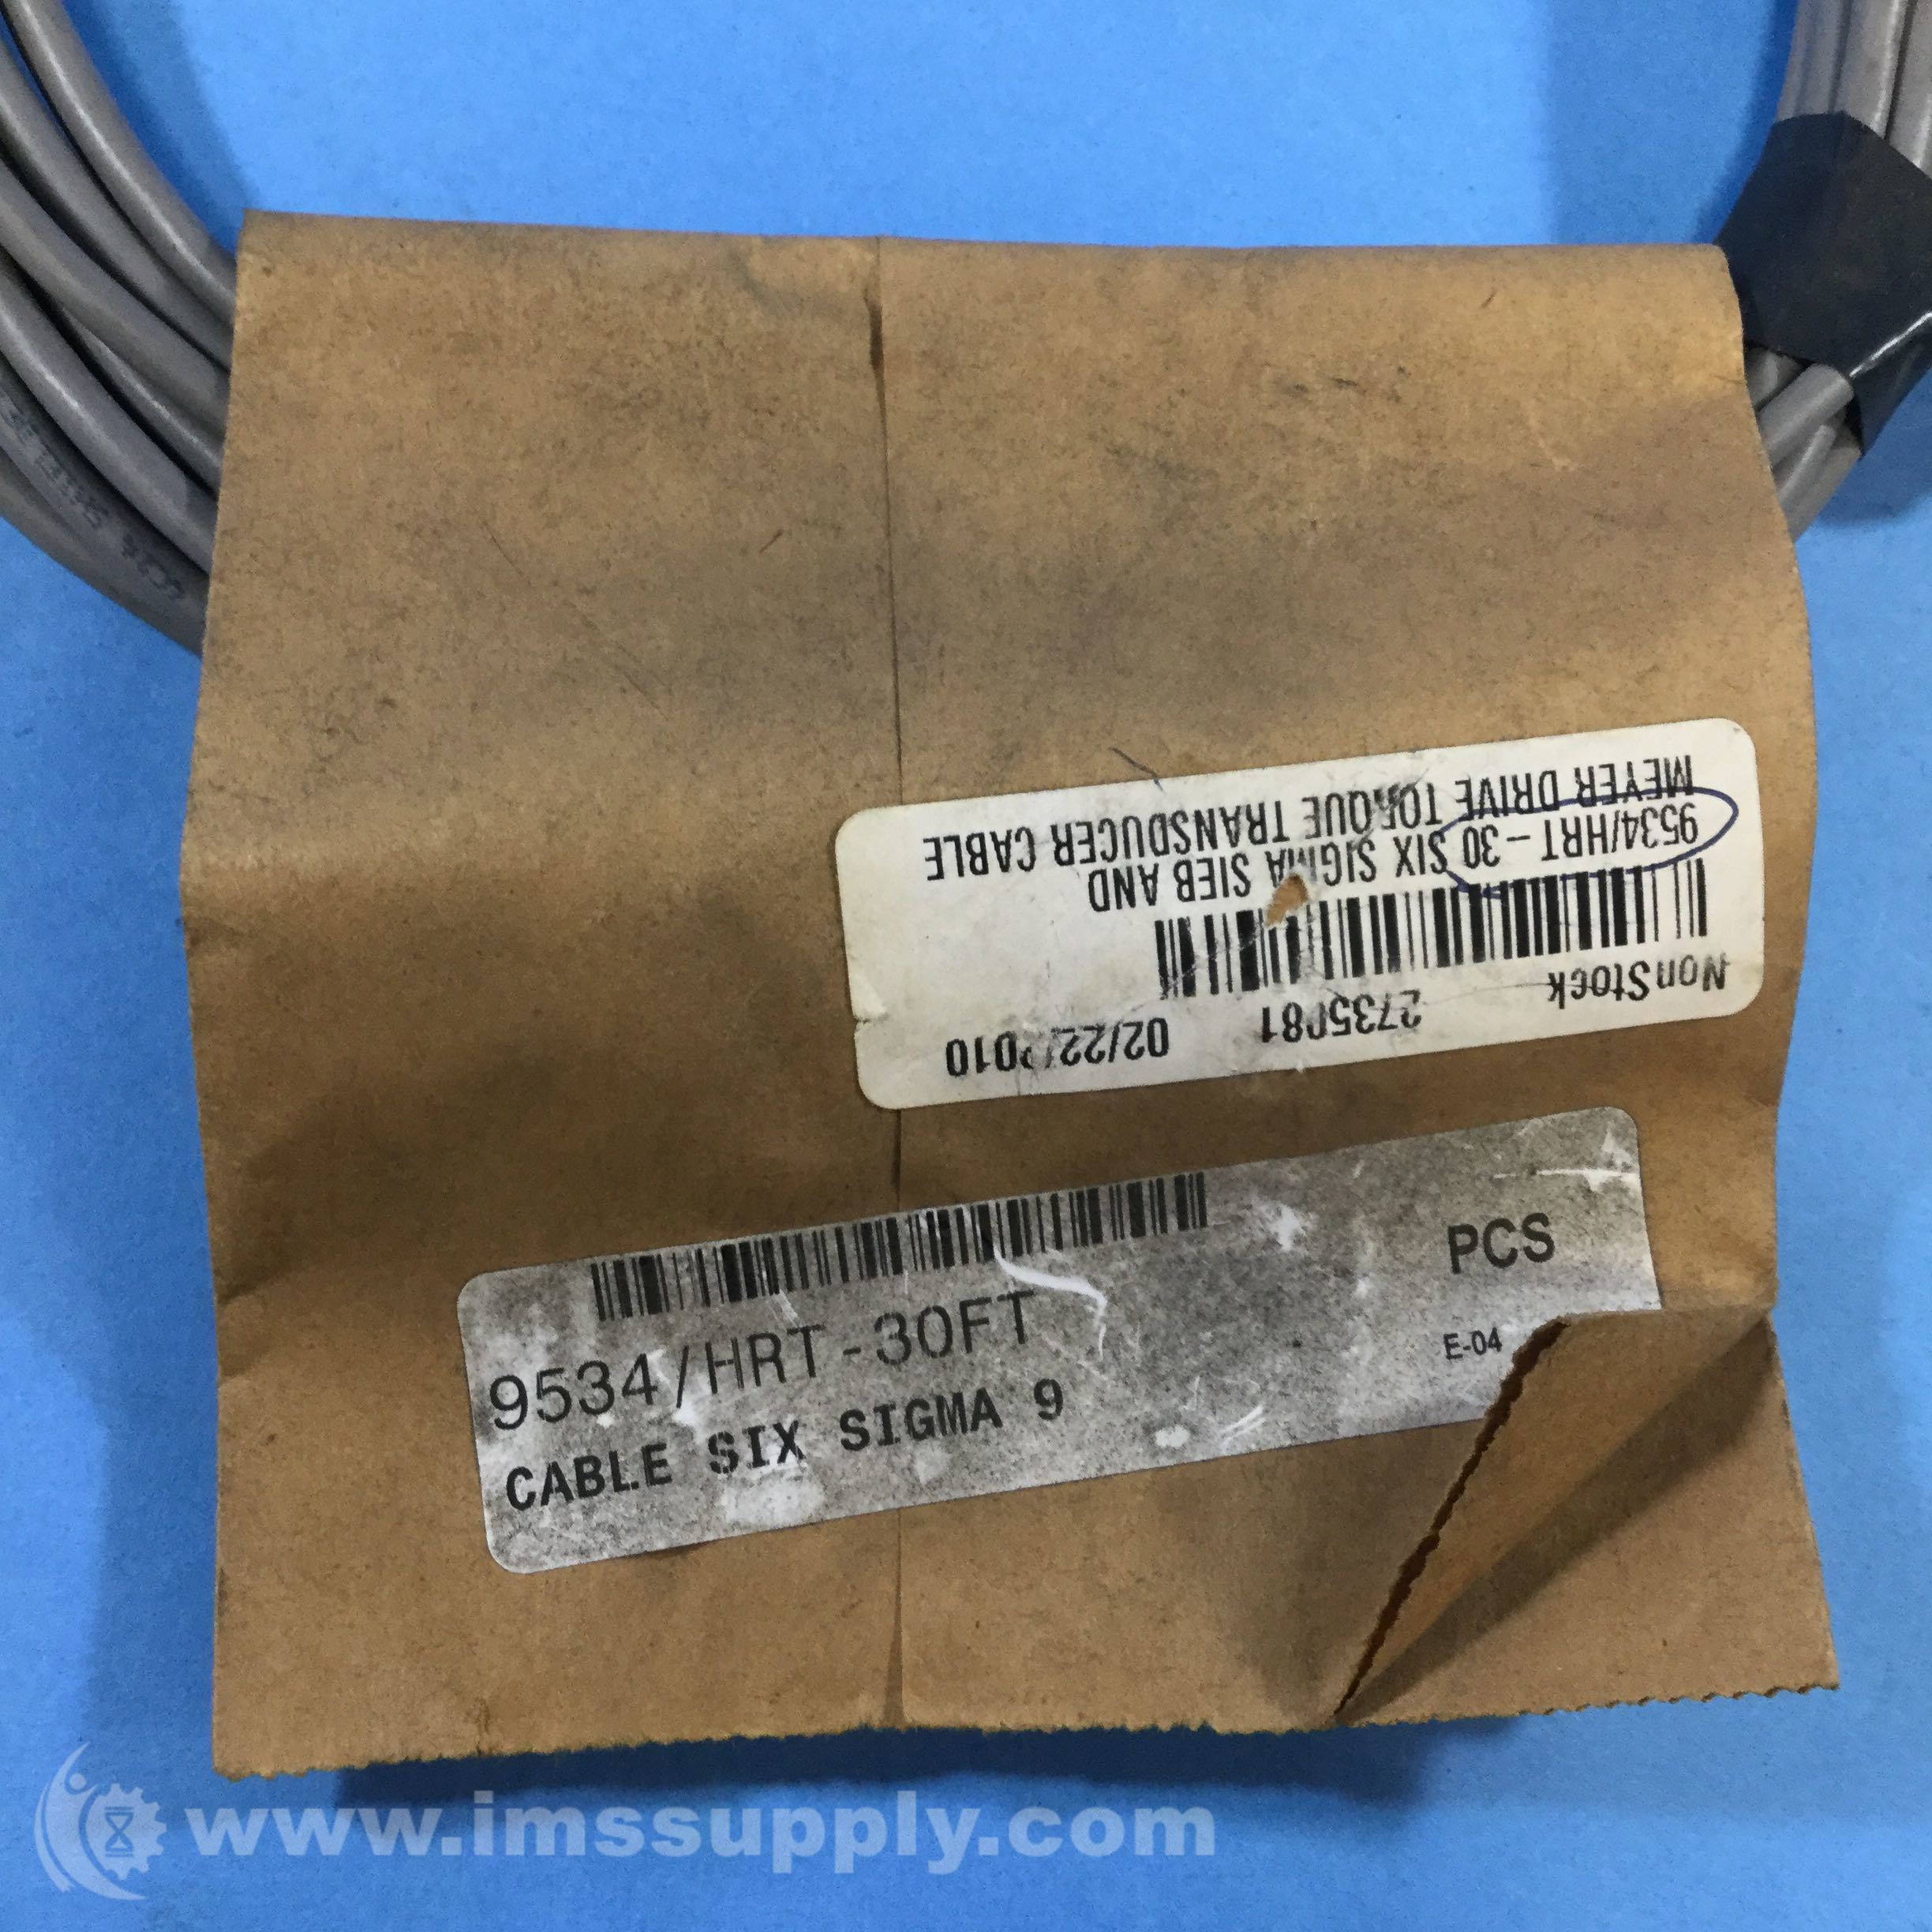 NonStock 2735081 02/22/2010
9534/HRT-30 SIX SIGMA SIEB AND
MEYER DRIVE TORQUE TRANSDUCER CABLE
PCS
9534/HRT-30FT
E-04
CABLE SIX SIGMA 9
www.imssupply.com